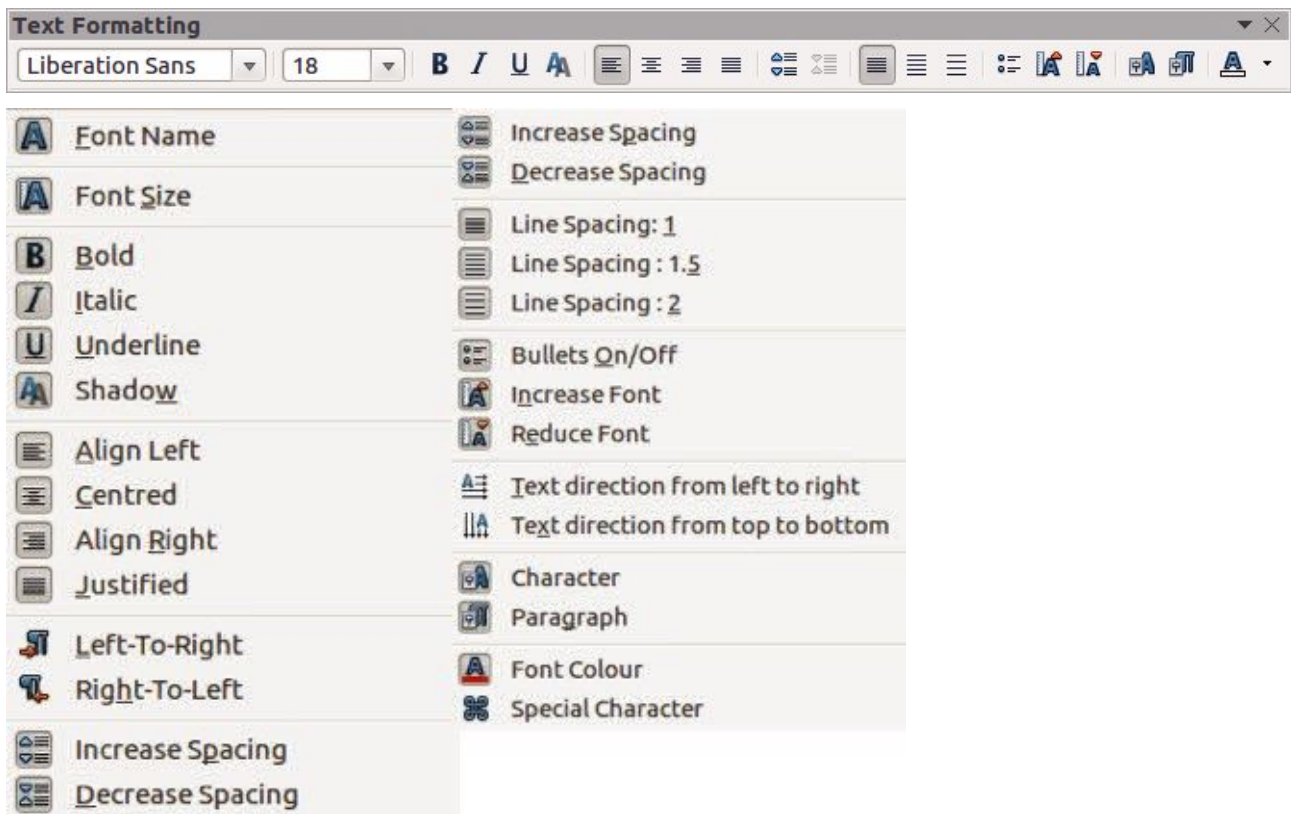 Text Formatting
Liberation Sans 18
Font Name
Font Size
Bold
Italic
Underline
Shadow
Align Left
Centred
Align Right
Justified
Left-To-Right
Right-To-Left
Increase Spacing
Decrease Spacing
Increase Spacing
Decrease Spacing
Line Spacing: 1
Line Spacing : 1.5
Line Spacing : 2
Bullets On/Off
Increase Font
Reduce Font
Text direction from left to right
Text direction from top to bottom
Character
Paragraph
Font Colour
Special Character